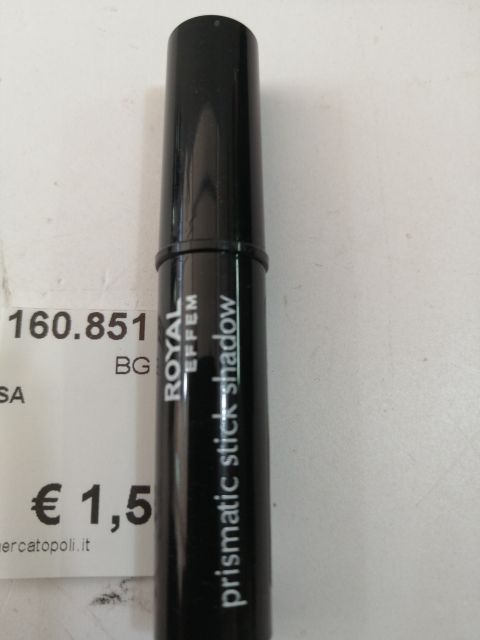 160.851
BG
SA
€ 1,5
ercatopoli.it
ROYAL
EFFEM
prismatic stick shadow